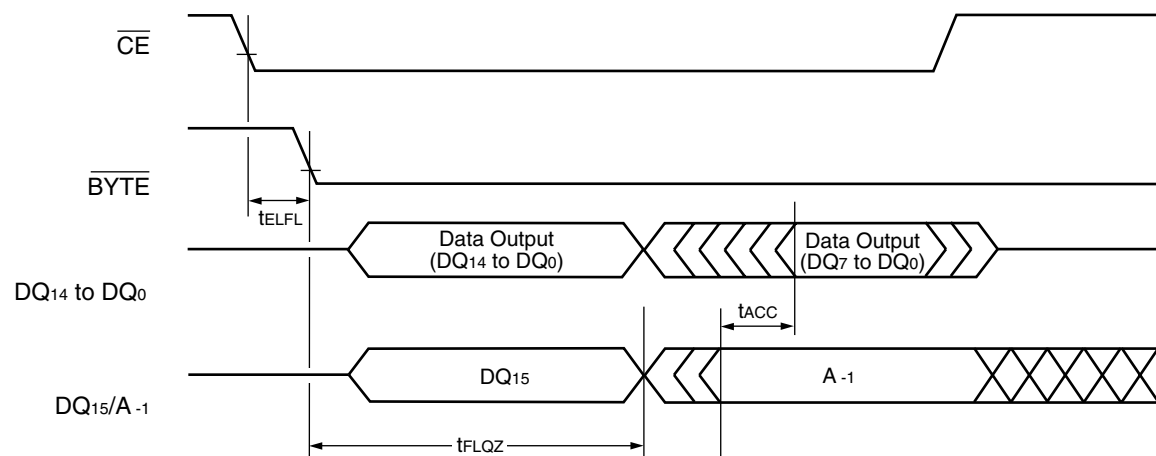 CE
BYTE
tELFL
Data Output
(DQ14 to DQ0)
Data Output
(DQ7 to DQ0)
DQ14 to DQ0
tACC
DQ15
A -1
DQ15/A -1
tFLQZ